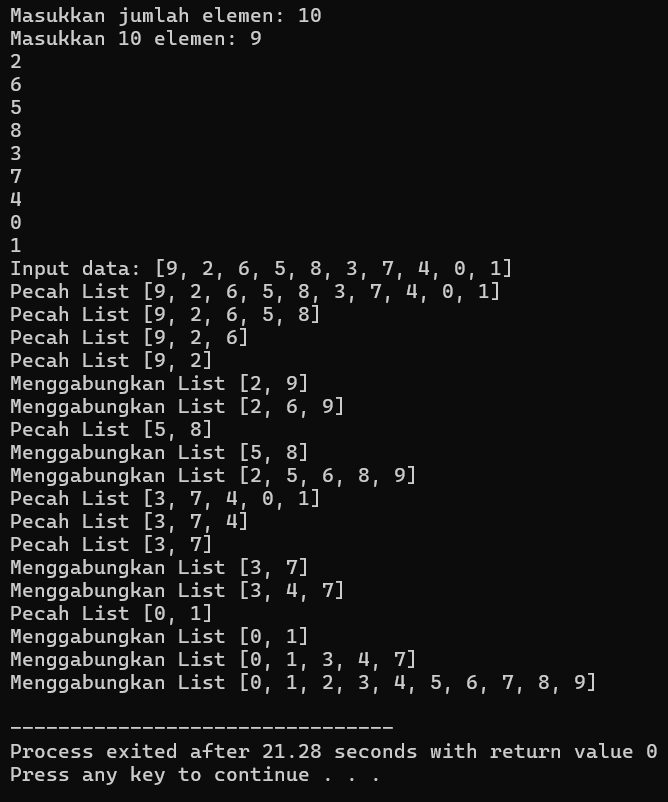 Masukkan jumlah elemen: 10
Masukkan 10 elemen: 9
2
6
5
8
3
7
4
0
1
Input data: [9, 2, 6, 5, 8, 3, 7, 4, 0, 1]
Pecah List [9, 2, 6, 5, 8, 3, 7, 4, 0, 1]
Pecah List [9, 2, 6, 5, 8]
Pecah List [9, 2, 6]
Pecah List [9, 2]
Menggabungkan List [2, 9]
Menggabungkan List [2, 6, 9]
Pecah List [5, 8]
Menggabungkan List [5, 8]
Menggabungkan List [2, 5, 6, 8, 9]
Pecah List [3, 7, 4, 0, 1]
Pecah List [3, 7, 4]
Pecah List [3, 7]
Menggabungkan List [3, 7]
Menggabungkan List [3, 4, 7]
Pecah List [0, 1]
Menggabungkan List [0, 1]
Menggabungkan List [0, 1, 3, 4, 7]
Menggabungkan List [0, 1, 2, 3, 4, 5, 6, 7, 8, 9]
--------------------------------
Process exited after 21.28 seconds with return value 0
Press any key to continue . . .